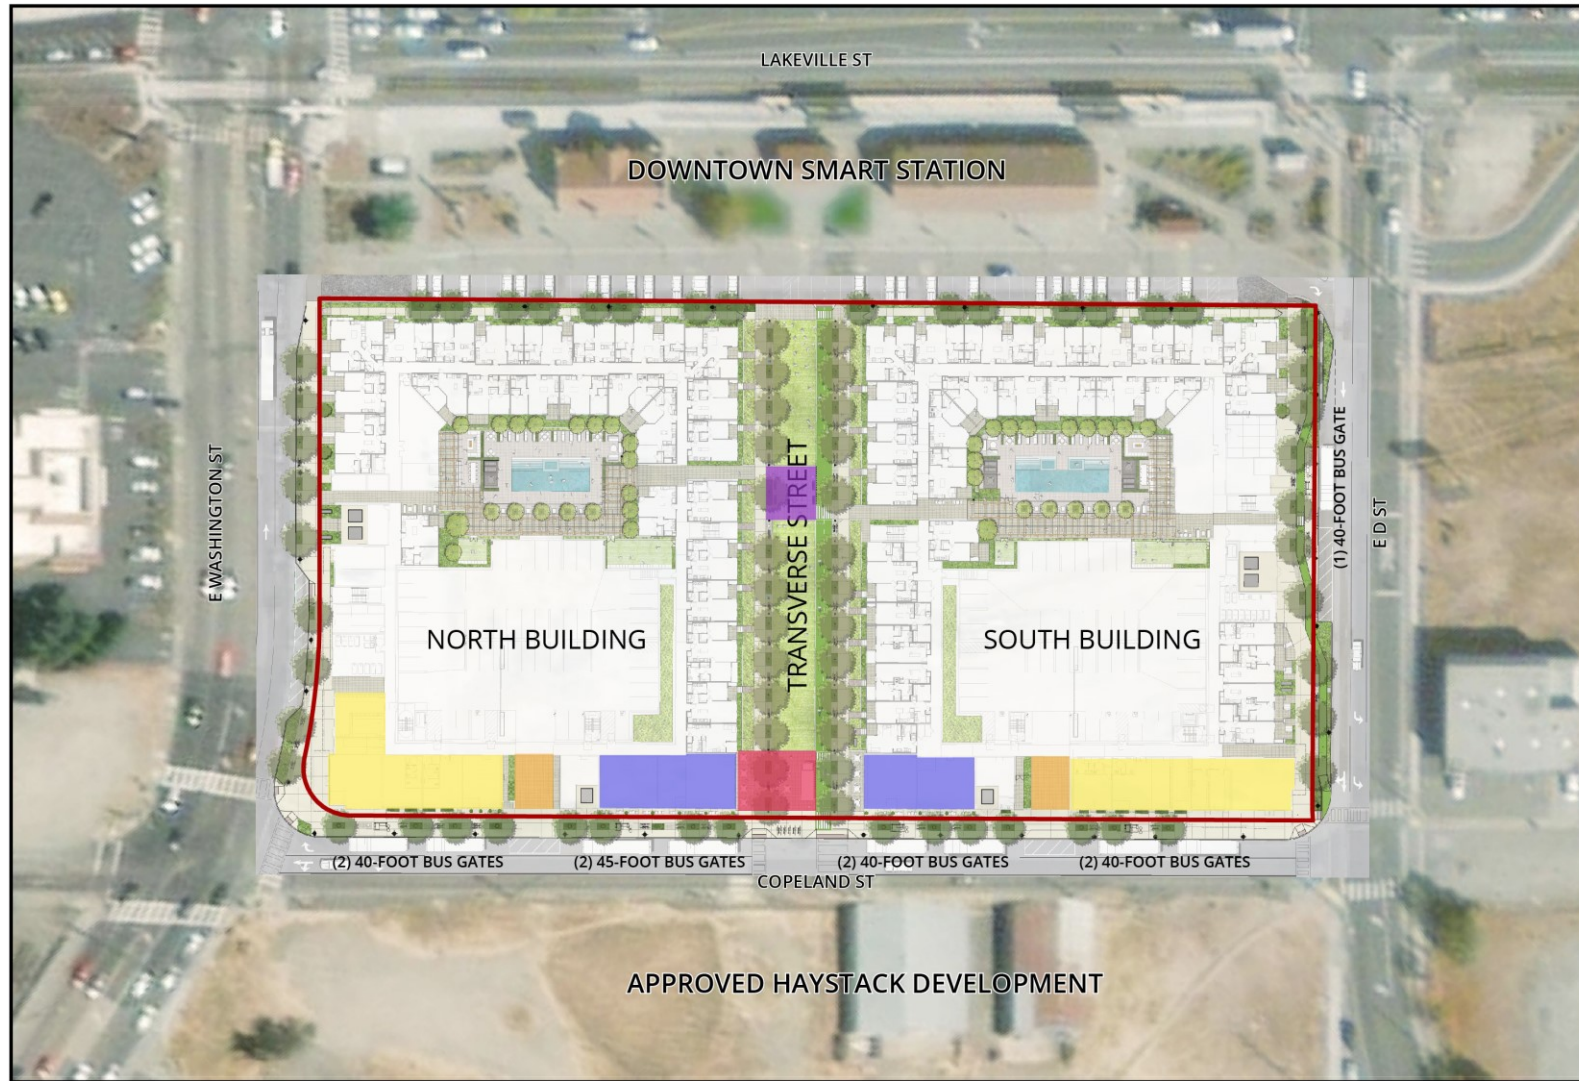 LAKEVILLE ST
DOWNTOWN SMART STATION
E WASHINGTON ST
TRANSVERSE STREET
(1) 40-FOOT BUS GATE
E D ST
NORTH BUILDING
SOUTH BUILDING
(2) 40-FOOT BUS GATES
(2) 45-FOOT BUS GATES
(2) 40-FOOT BUS GATES
(2) 40-FOOT BUS GATES
COPELAND ST
APPROVED HAYSTACK DEVELOPMENT